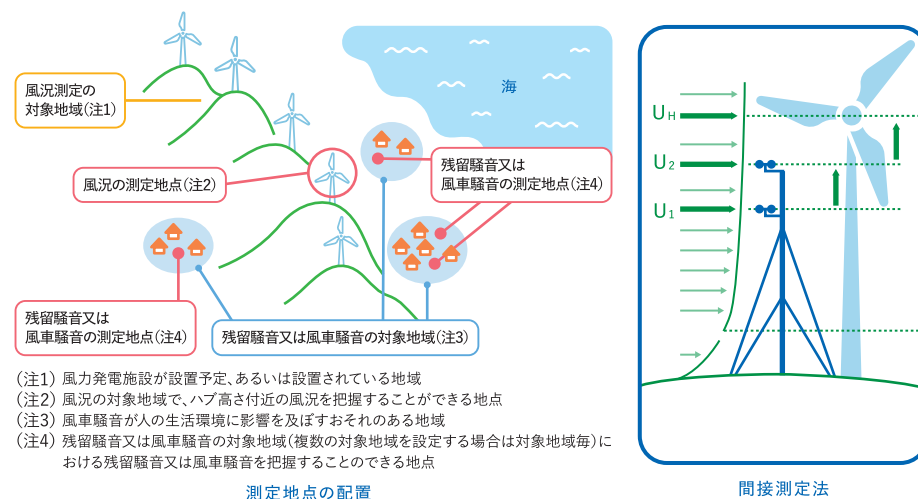 風況測定の
対象地域(注1)
海
残留騒音又は
風車騒音の測定地点(注4)
風況の測定地点(注2)
残留騒音又は
風車騒音の測定地点(注4)
残留騒音又は風車騒音の対象地域(注3)
(注1) 風力発電施設が設置予定、あるいは設置されている地域
(注2) 風況の対象地域で、ハブ高さ付近の風況を把握することができる地点
(注3) 風車騒音が人の生活環境に影響を及ぼすおそれのある地域
(注4) 残留騒音又は風車騒音の対象地域(複数の対象地域を設定する場合は対象地域毎)に
おける残留騒音又は風車騒音を把握することのできる地点
測定地点の配置
UH
U2
U1
間接測定法